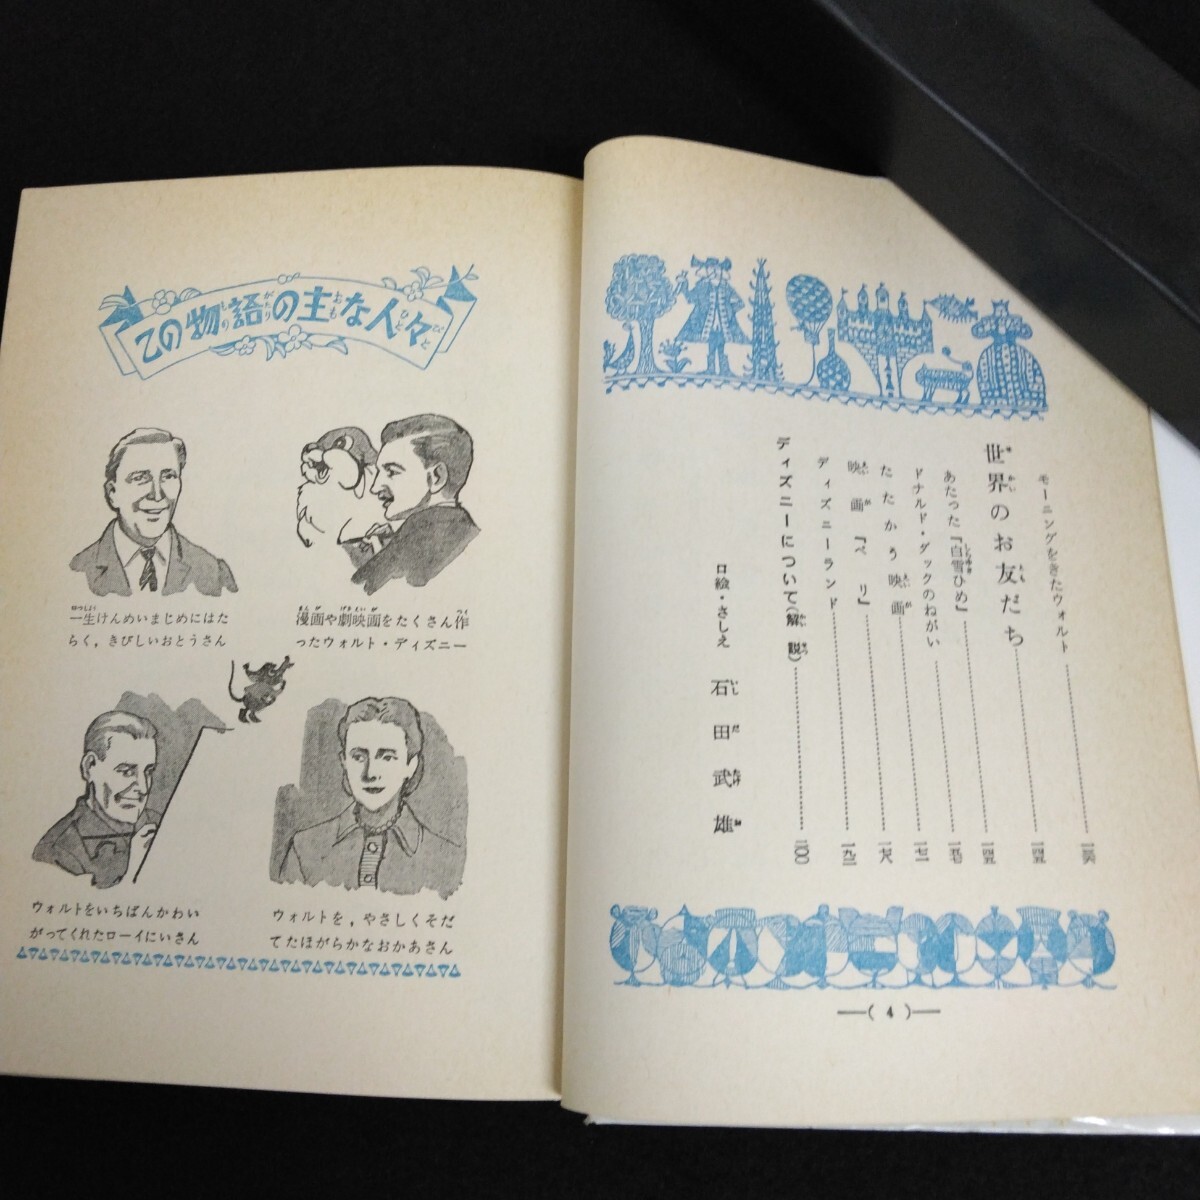 この物語の主な人々
一生けんめいまじめにはた
らく，きびしいおとうさん
漫画や劇映画をたくさん作
ったウォルト・ディズニー
ウォルトをいちばんかわい
がってくれたローイにいさん
ウォルトを，やさしくそだ
てたほがらかなおかあさん
モーニングをきたウォルト
世界のお友だち
あたった『白雪ひめ』
ドナルド・ダックのねがい
たたかう映画
映画『ペリ』
ディズニーランド
ディズニーについて（解説）
口絵・さしえ 石田武雄
—( 4 )—